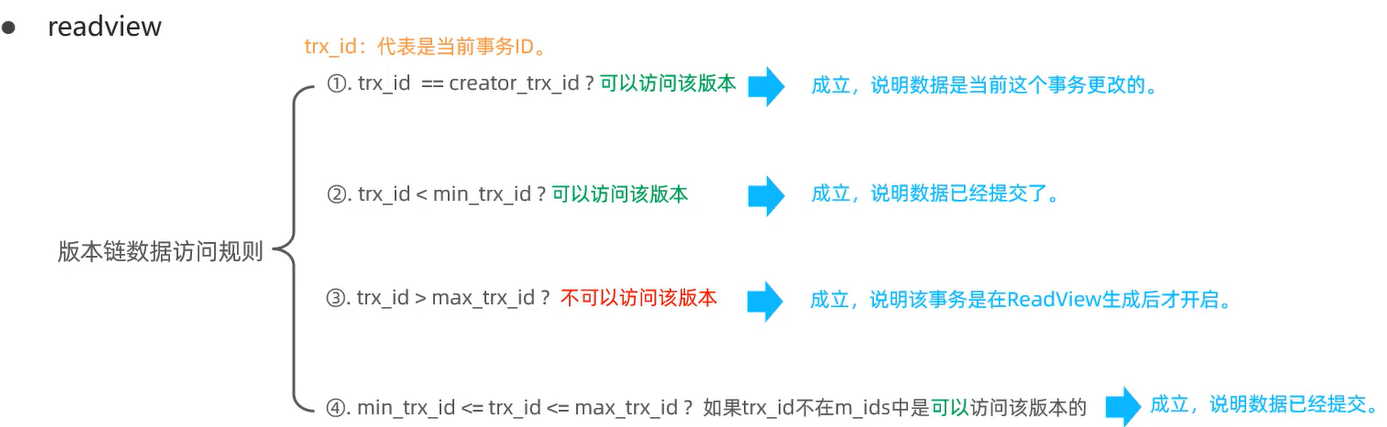 ● readview
trx_id：代表是当前事务ID。
①. trx_id == creator_trx_id ? 可以访问该版本 成立，说明数据是当前这个事务更改的。
②. trx_id < min_trx_id ? 可以访问该版本 成立，说明数据已经提交了。
版本链数据访问规则
③. trx_id > max_trx_id ? 不可以访问该版本 成立，说明该事务是在ReadView生成后才开启。
④. min_trx_id <= trx_id <= max_trx_id ? 如果trx_id不在m_ids中是可以访问该版本的 成立，说明数据已经提交。